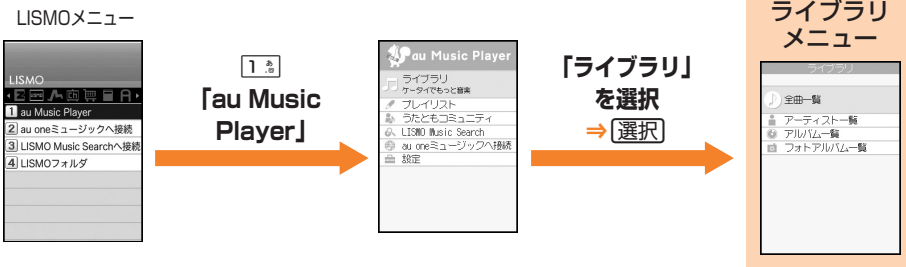 LISMOメニュー
LISMO
1 au Music Player
2 au oneミュージックへ接続
3 LISMO Music Searchへ接続
4 LISMOフォルダ
1
「au Music
Player」
au Music Player
ライブラリ
ケータイでもっと音楽
プレイリスト
うたともコミュニティ
LISMO Music Search
au oneミュージックへ接続
設定
「ライブラリ」
を選択
⇒選択
ライブラリ
メニュー
ライブラリ
全曲一覧
アーティスト一覧
アルバム一覧
フォトアルバム一覧